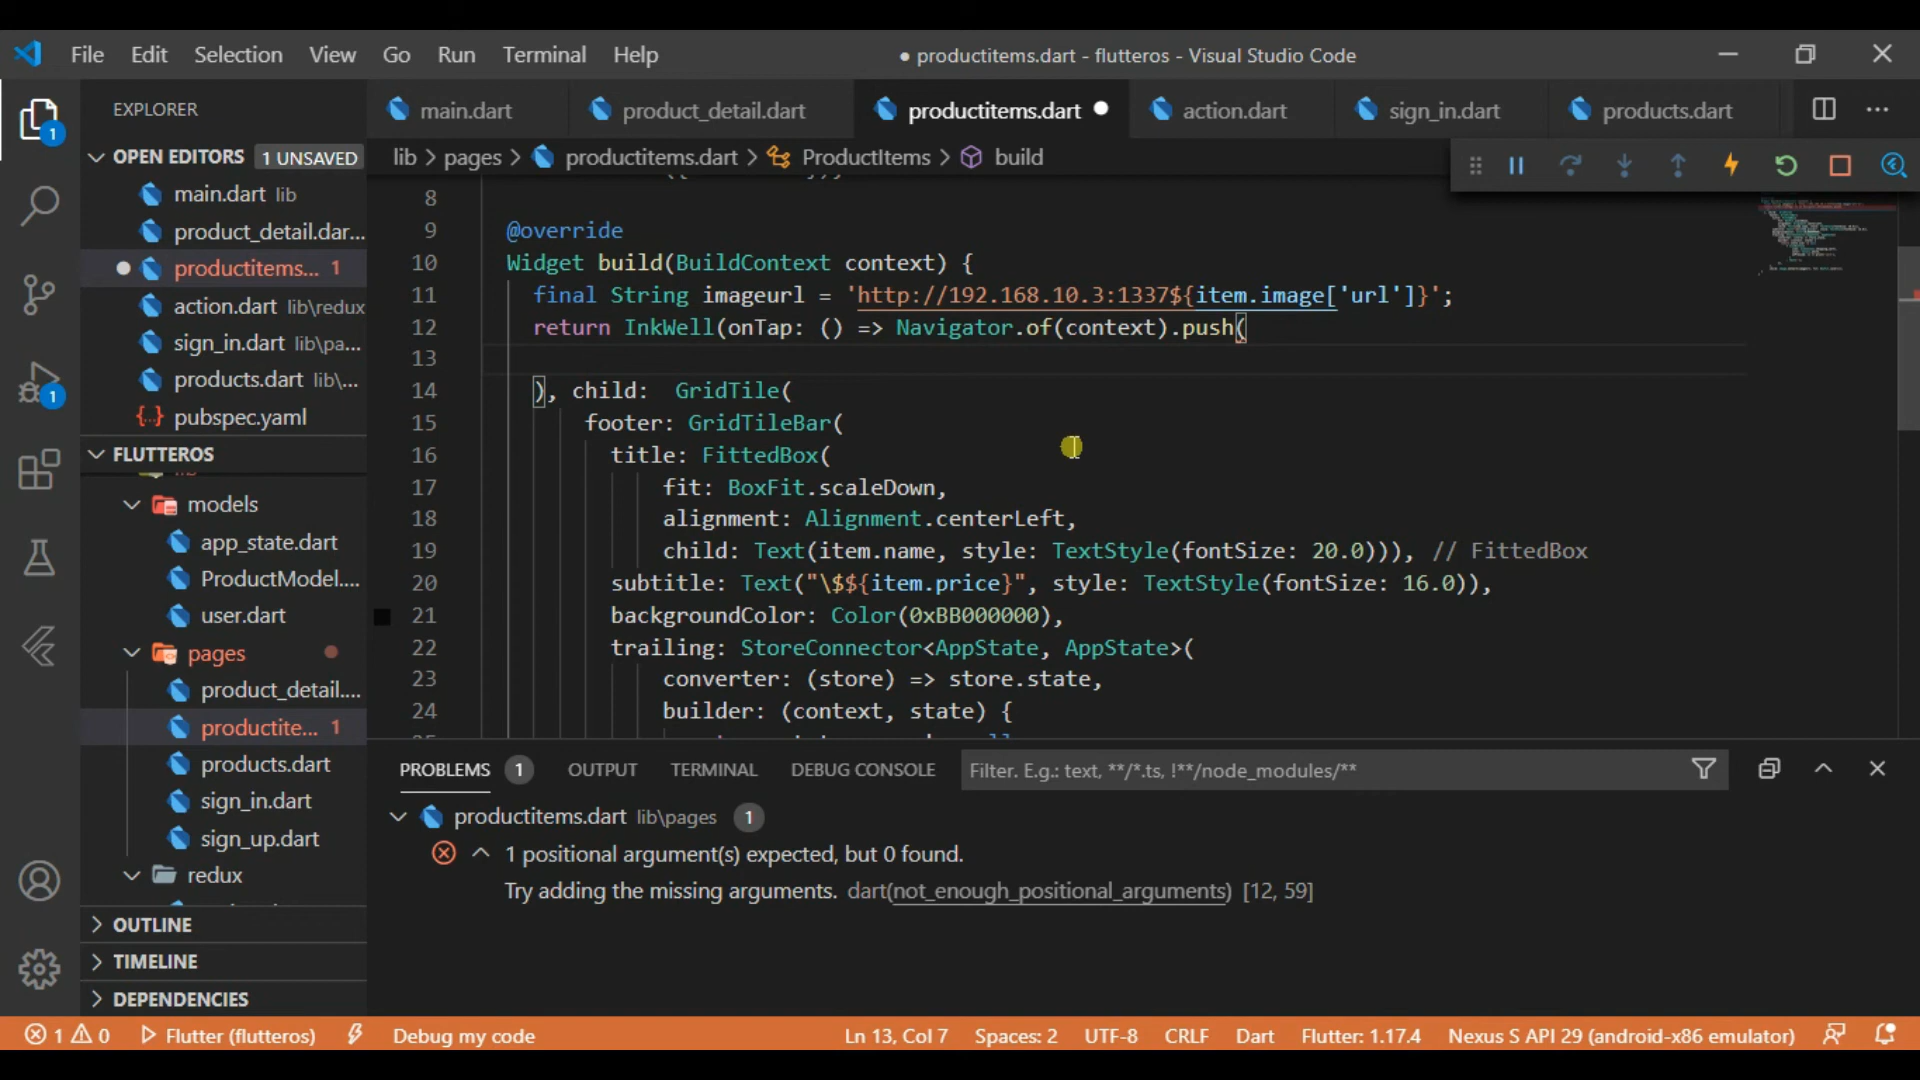 File Edit Selection View Go Run Terminal Help ● productitems.dart - flutteros - Visual Studio Code
EXPLORER
OPEN EDITORS 1 UNSAVED
main.dart lib
product_detail.dar...
productitems... 1
action.dart lib\redux
sign_in.dart lib\pa...
products.dart lib\...
pubspec.yaml
FLUTTEROS
models
app_state.dart
ProductModel....
user.dart
pages
product_detail....
productite... 1
products.dart
sign_in.dart
sign_up.dart
redux
OUTLINE
TIMELINE
DEPENDENCIES
1
1
main.dart product_detail.dart productitems.dart action.dart sign_in.dart products.dart
lib > pages > productitems.dart > ProductItems > build
8
9 @override
10 Widget build(BuildContext context) {
11 final String imageurl = 'http://192.168.10.3:1337${item.image['url']}';
12 return InkWell(onTap: () => Navigator.of(context).push(
13
14 ), child:  GridTile(
15 footer: GridTileBar(
16 title: FittedBox(
17 fit: BoxFit.scaleDown,
18 alignment: Alignment.centerLeft,
19 child: Text(item.name, style: TextStyle(fontSize: 20.0))), // FittedBox
20 subtitle: Text("\$${item.price}", style: TextStyle(fontSize: 16.0)),
21 backgroundColor: Color(0xBB000000),
22 trailing: StoreConnector<AppState, AppState>(
23 converter: (store) => store.state,
24 builder: (context, state) {
PROBLEMS 1 OUTPUT TERMINAL DEBUG CONSOLE Filter. E.g.: text, **/*.ts, !**/node_modules/**
productitems.dart lib\pages 1
1 positional argument(s) expected, but 0 found.
Try adding the missing arguments. dart(not_enough_positional_arguments) [12, 59]
1 0 Flutter (flutteros) Debug my code Ln 13, Col 7 Spaces: 2 UTF-8 CRLF Dart Flutter: 1.17.4 Nexus S API 29 (android-x86 emulator)